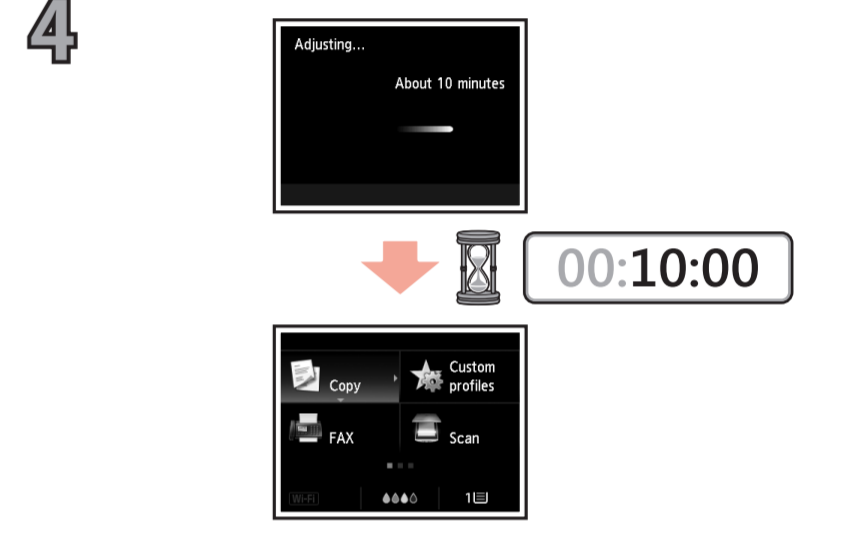 4
Adjusting...
About 10 minutes
00:10:00
Copy
Custom
profiles
FAX
Scan
Wi-Fi
1